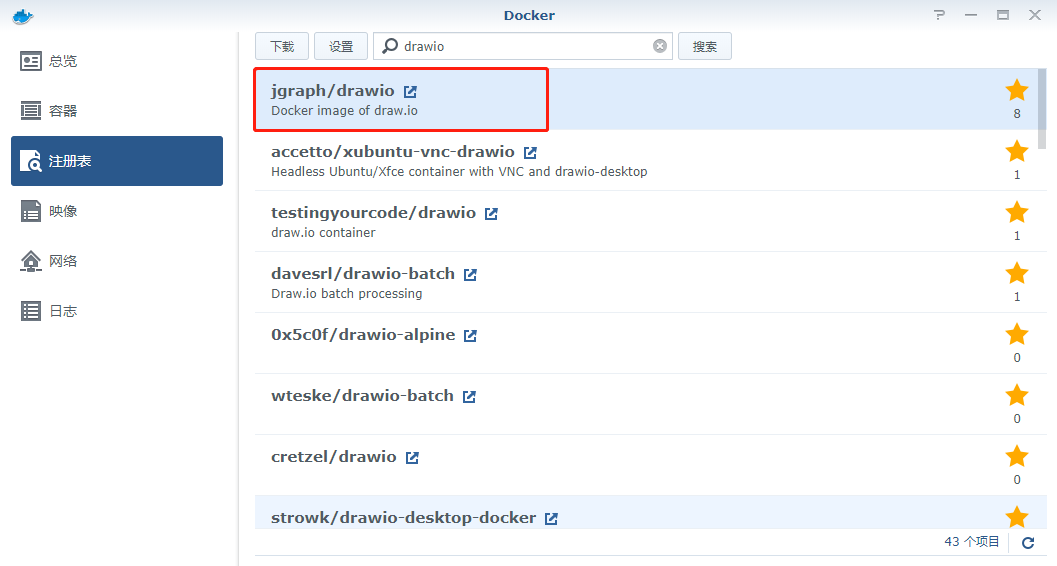 Docker
总览
容器
注册表
映像
网络
日志
下载
设置
drawio
搜索
jgraph/drawio
Docker image of draw.io
8
accetto/xubuntu-vnc-drawio
Headless Ubuntu/Xfce container with VNC and drawio-desktop
1
testingyourcode/drawio
draw.io container
1
davesrl/drawio-batch
Draw.io batch processing
1
0x5c0f/drawio-alpine
0
wteske/drawio-batch
0
cretzel/drawio
0
strowk/drawio-desktop-docker
43 个项目